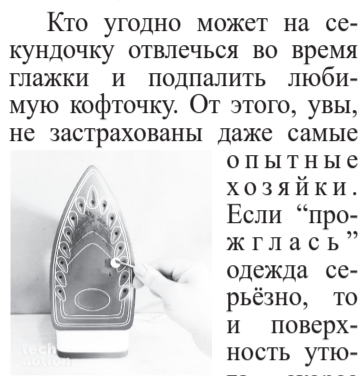 Кто угодно может на се-
кундочку отвлечься во время
глажки и подпалить люби-
мую кофточку. От этого, увы,
не застрахованы даже самые
опытные
хозяйки.
Если “про-
жглась”
одежда се-
рьёзно, то
и поверх-
ность утю-